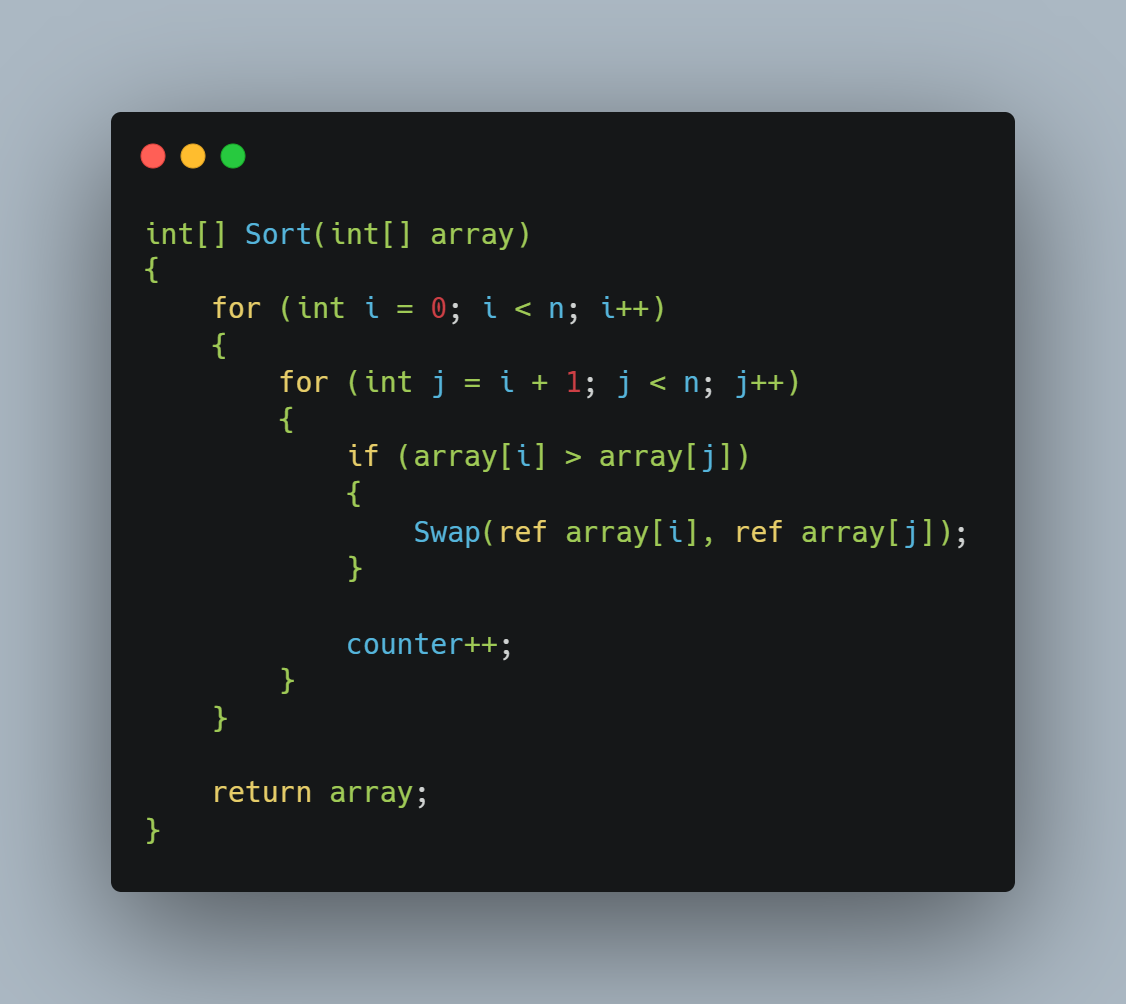 int[] Sort(int[] array)
{
    for (int i = 0; i < n; i++)
    {
        for (int j = i + 1; j < n; j++)
        {
            if (array[i] > array[j])
            {
                Swap(ref array[i], ref array[j]);
            }

            counter++;
        }
    }

    return array;
}